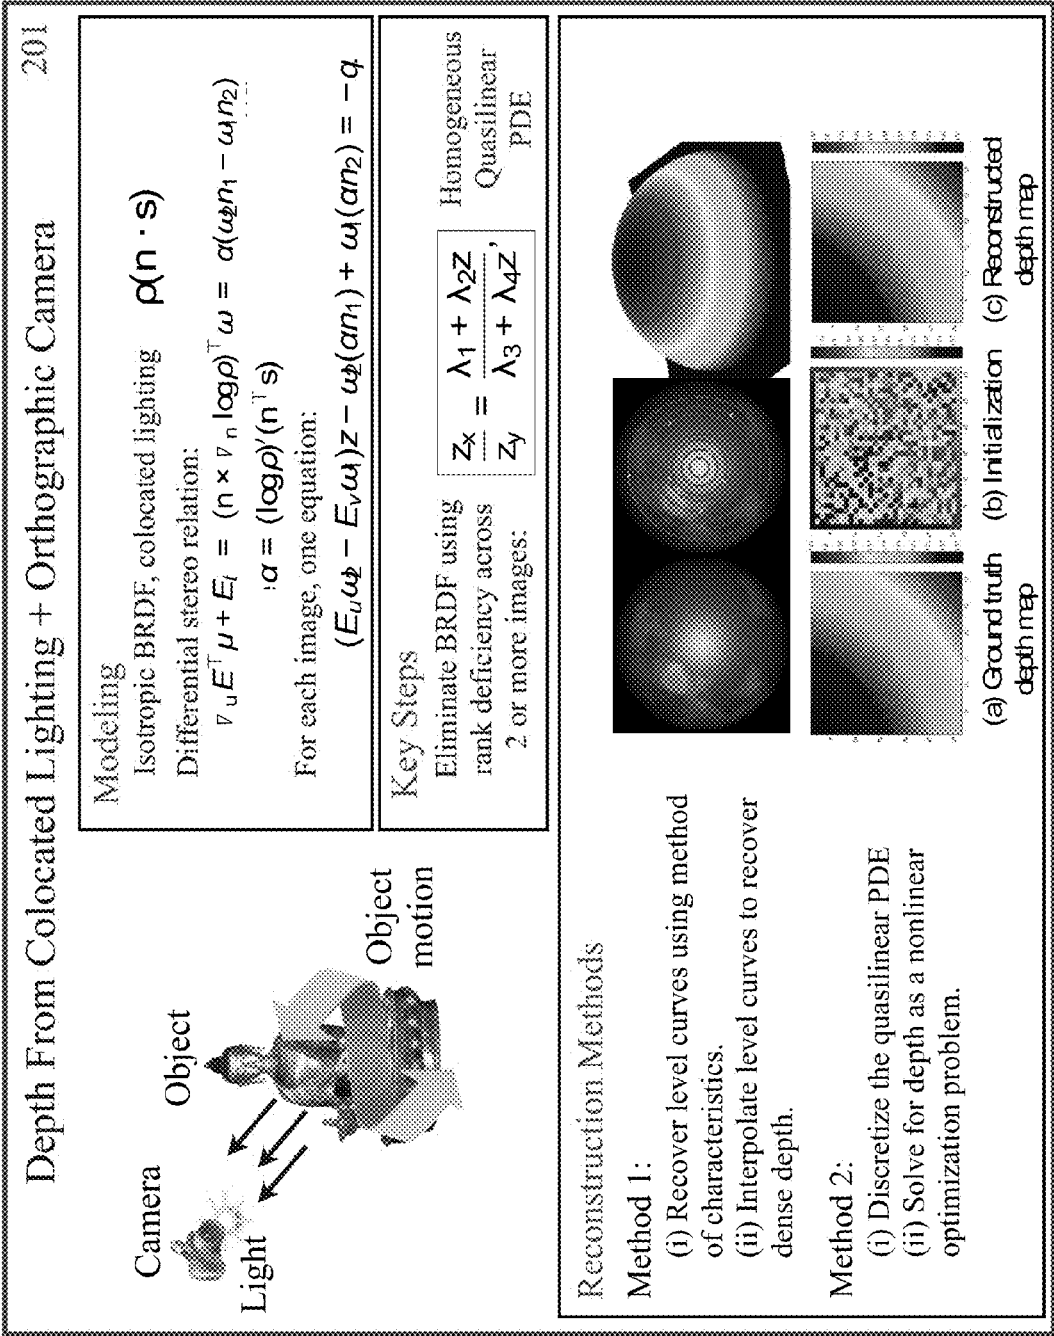 Depth From Colocated Lighting + Orthographic Camera
201
Camera
Light
Object
Object
motion
Modeling
Isotropic BRDF, colocated lighting ρ(n · s)
Differential stereo relation:
∇ᵤE⊤μ + Eₜ = (n × ∇ₙ logρ)⊤ω = α(ω₂n₁ − ω₁n₂)
α = (logρ)′(n⊤s)
For each image, one equation:
(Eᵤω₂ − Eᵥω₁)z − ω₂(αn₁) + ω₁(αn₂) = −q
Key Steps
Eliminate BRDF using
rank deficiency across
2 or more images:
z_x / z_y = λ₁ + λ₂z / λ₃ + λ₄z,
Homogeneous
Quasilinear
PDE
Reconstruction Methods
Method 1:
(i) Recover level curves using method
of characteristics.
(ii) Interpolate level curves to recover
dense depth.
Method 2:
(i) Discretize the quasilinear PDE
(ii) Solve for depth as a nonlinear
optimization problem.
(a) Ground truth
depth map
(b) Initialization
(c) Reconstructed
depth map